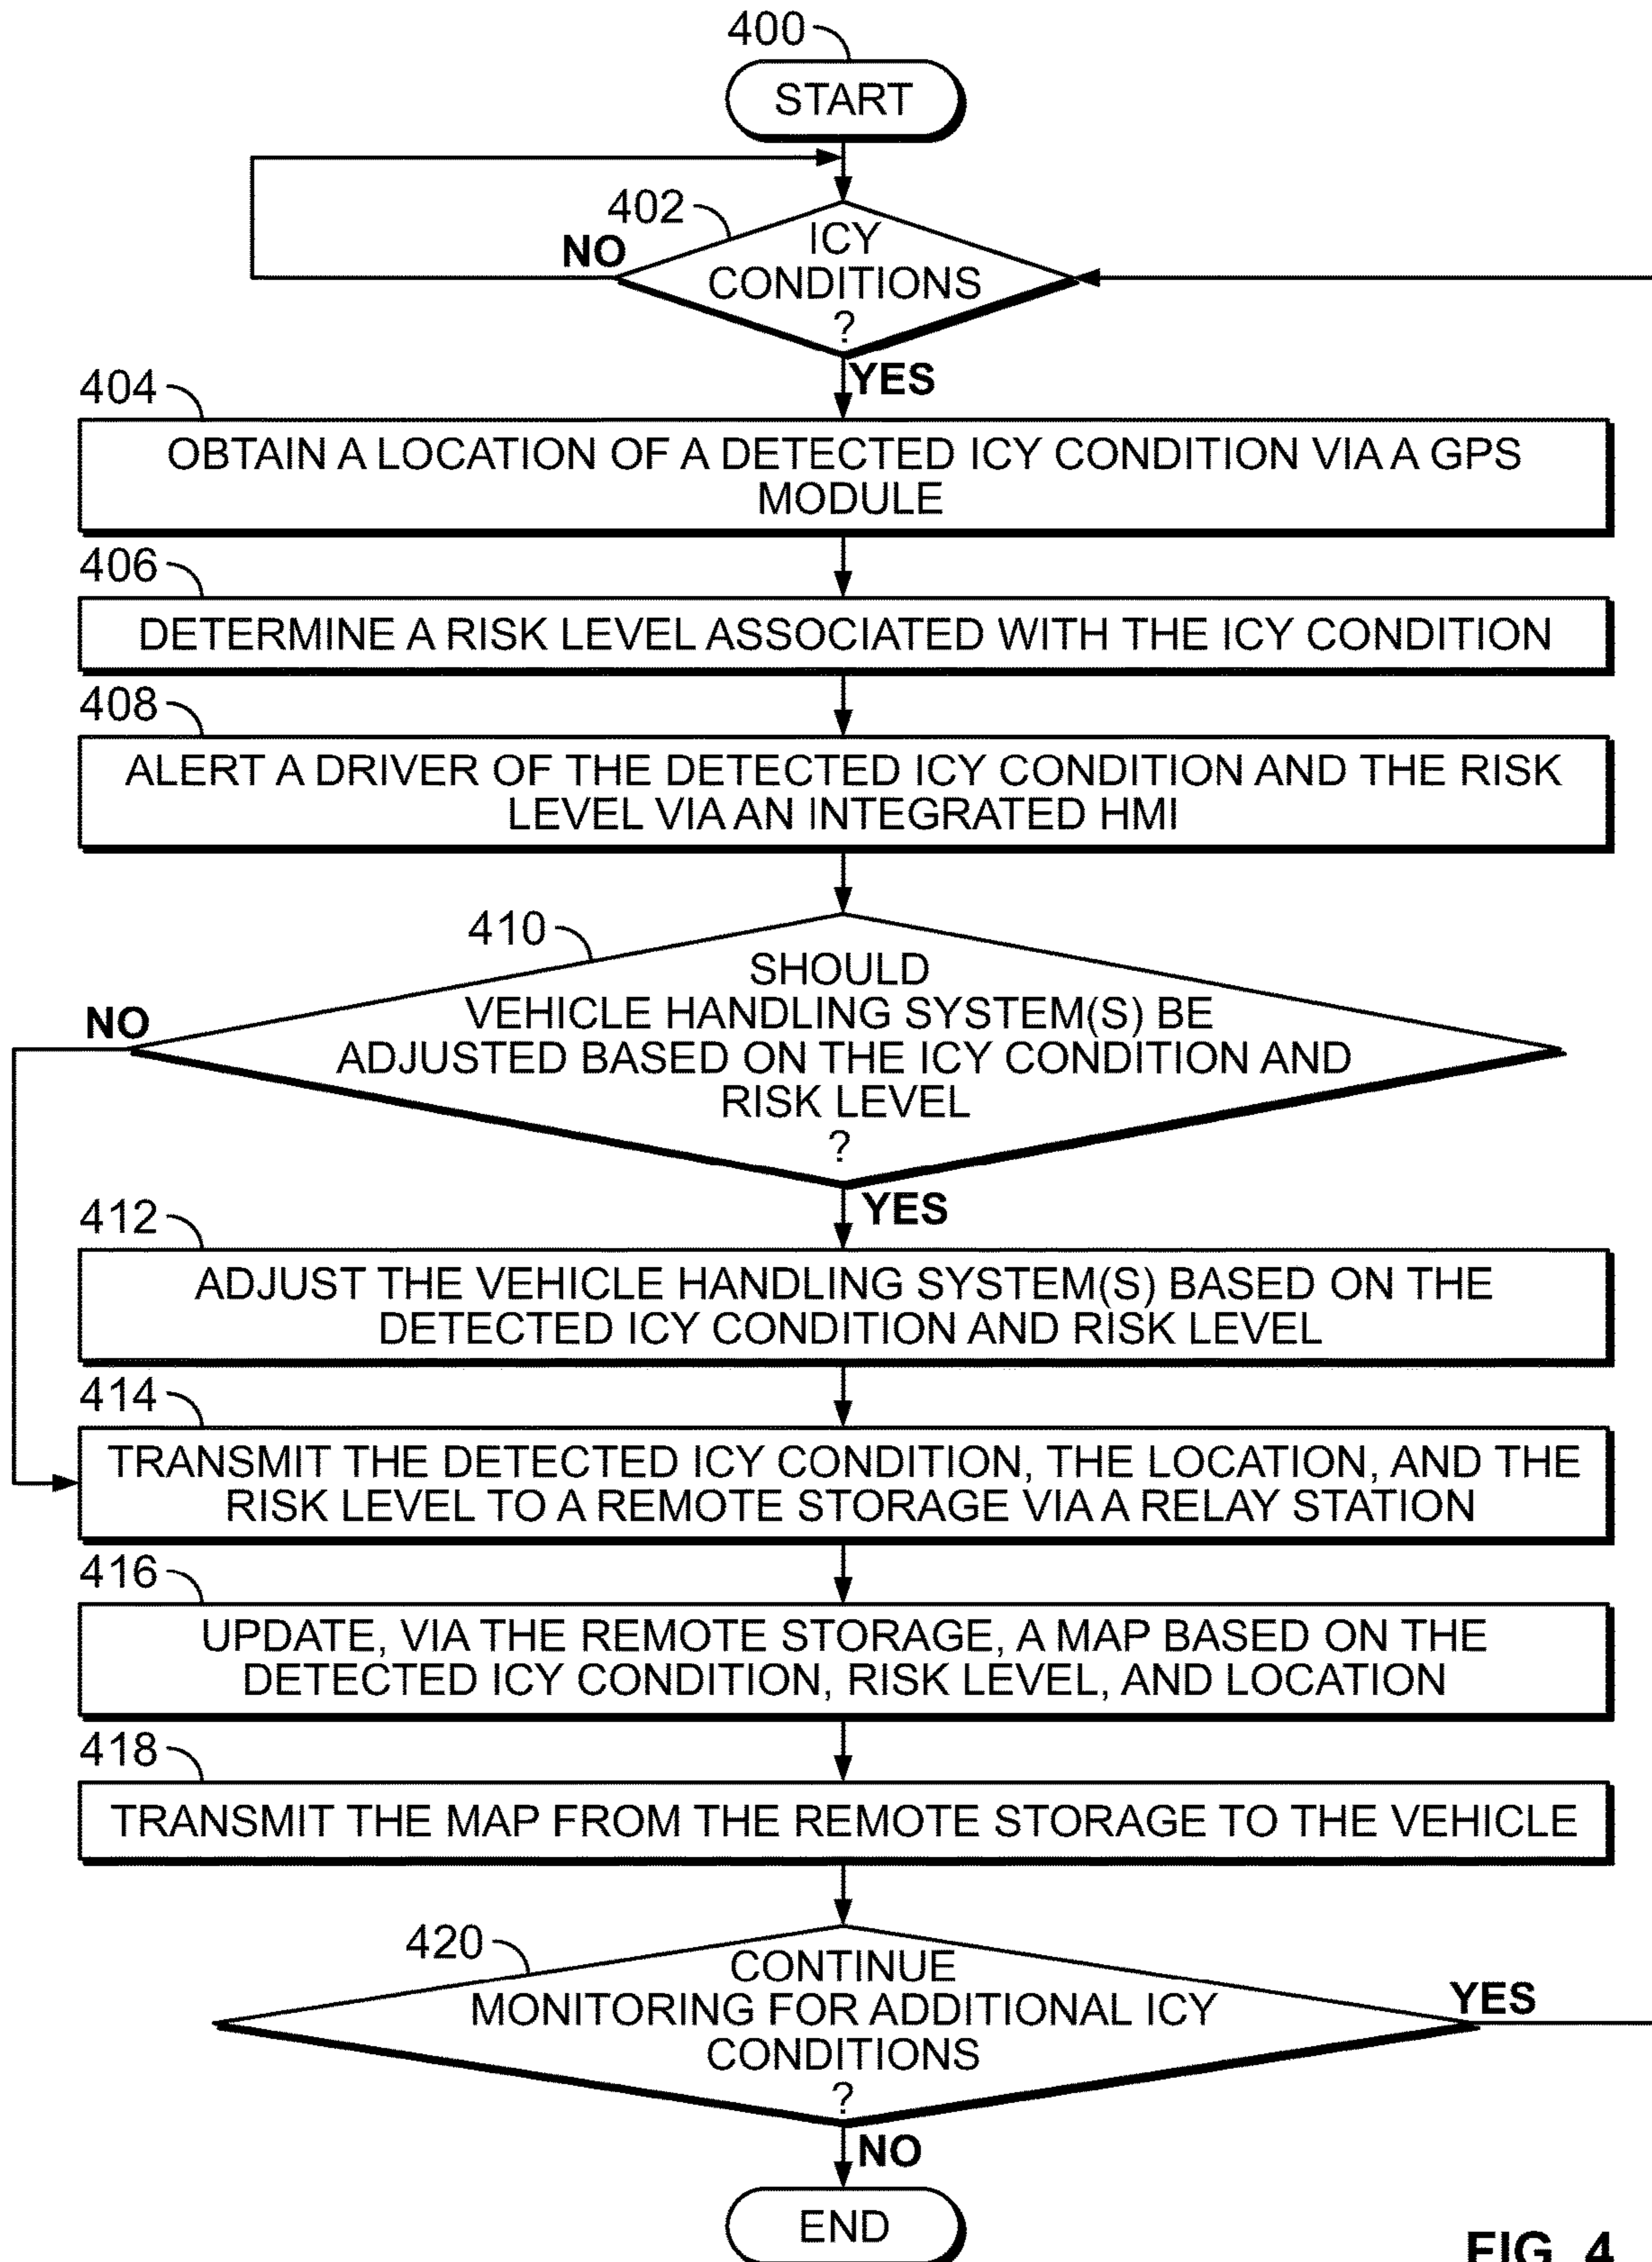 400
START
402
NO
ICY
CONDITIONS
?
YES
404
OBTAIN A LOCATION OF A DETECTED ICY CONDITION VIA A GPS
MODULE
406
DETERMINE A RISK LEVEL ASSOCIATED WITH THE ICY CONDITION
408
ALERT A DRIVER OF THE DETECTED ICY CONDITION AND THE RISK
LEVEL VIA AN INTEGRATED HMI
410
NO
SHOULD
VEHICLE HANDLING SYSTEM(S) BE
ADJUSTED BASED ON THE ICY CONDITION AND
RISK LEVEL
?
YES
412
ADJUST THE VEHICLE HANDLING SYSTEM(S) BASED ON THE
DETECTED ICY CONDITION AND RISK LEVEL
414
TRANSMIT THE DETECTED ICY CONDITION, THE LOCATION, AND THE
RISK LEVEL TO A REMOTE STORAGE VIA A RELAY STATION
416
UPDATE, VIA THE REMOTE STORAGE, A MAP BASED ON THE
DETECTED ICY CONDITION, RISK LEVEL, AND LOCATION
418
TRANSMIT THE MAP FROM THE REMOTE STORAGE TO THE VEHICLE
420
CONTINUE
MONITORING FOR ADDITIONAL ICY
CONDITIONS
?
YES
NO
END
FIG. 4